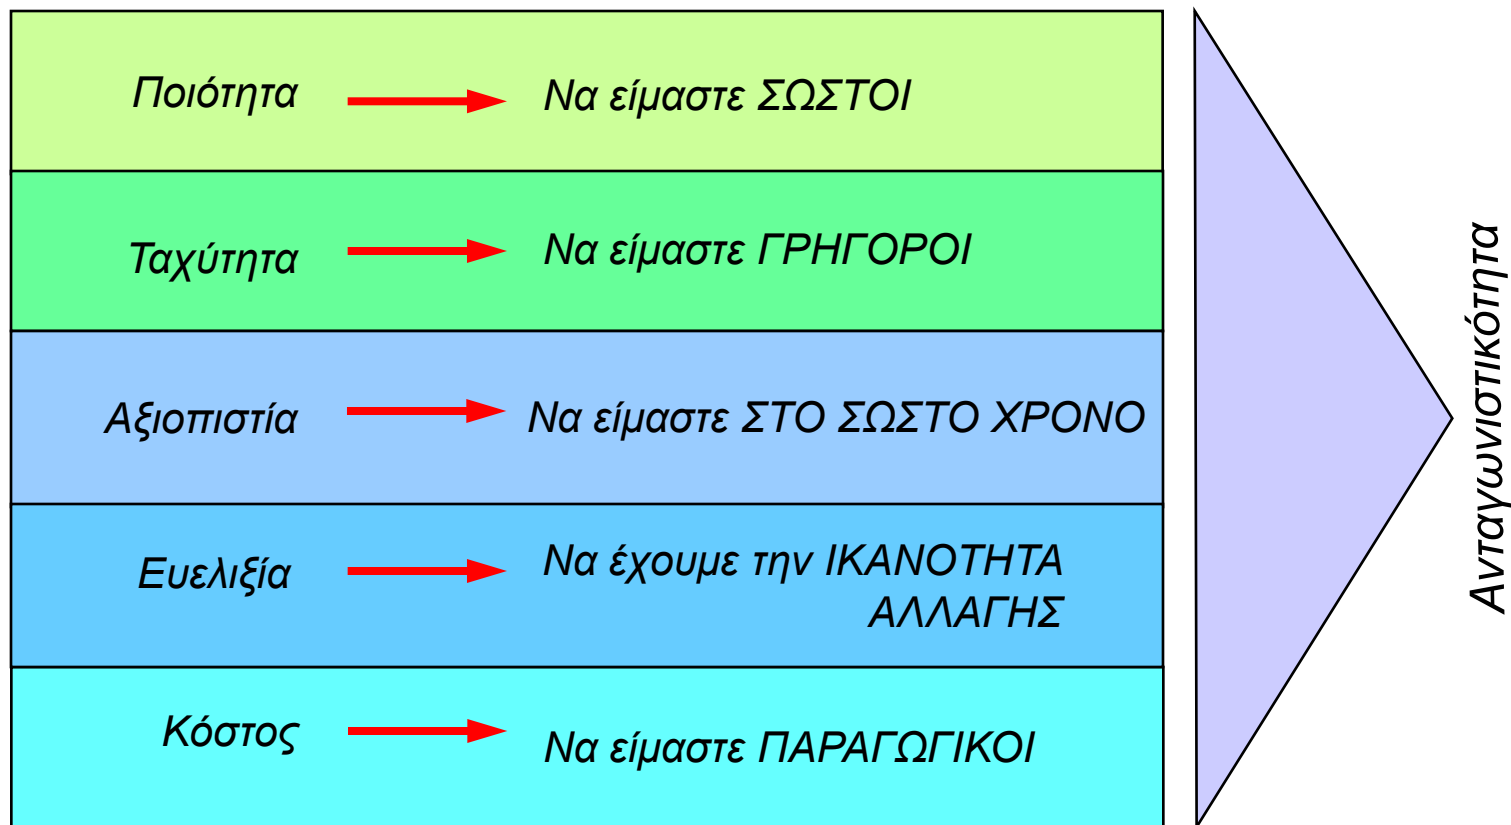 Ποιότητα Να είμαστε ΣΩΣΤΟΙ
Ταχύτητα Να είμαστε ΓΡΗΓΟΡΟΙ
Αξιοπιστία Να είμαστε ΣΤΟ ΣΩΣΤΟ ΧΡΟΝΟ
Ευελιξία Να έχουμε την ΙΚΑΝΟΤΗΤΑ
ΑΛΛΑΓΗΣ
Κόστος Να είμαστε ΠΑΡΑΓΩΓΙΚΟΙ
Ανταγωνιστικότητα